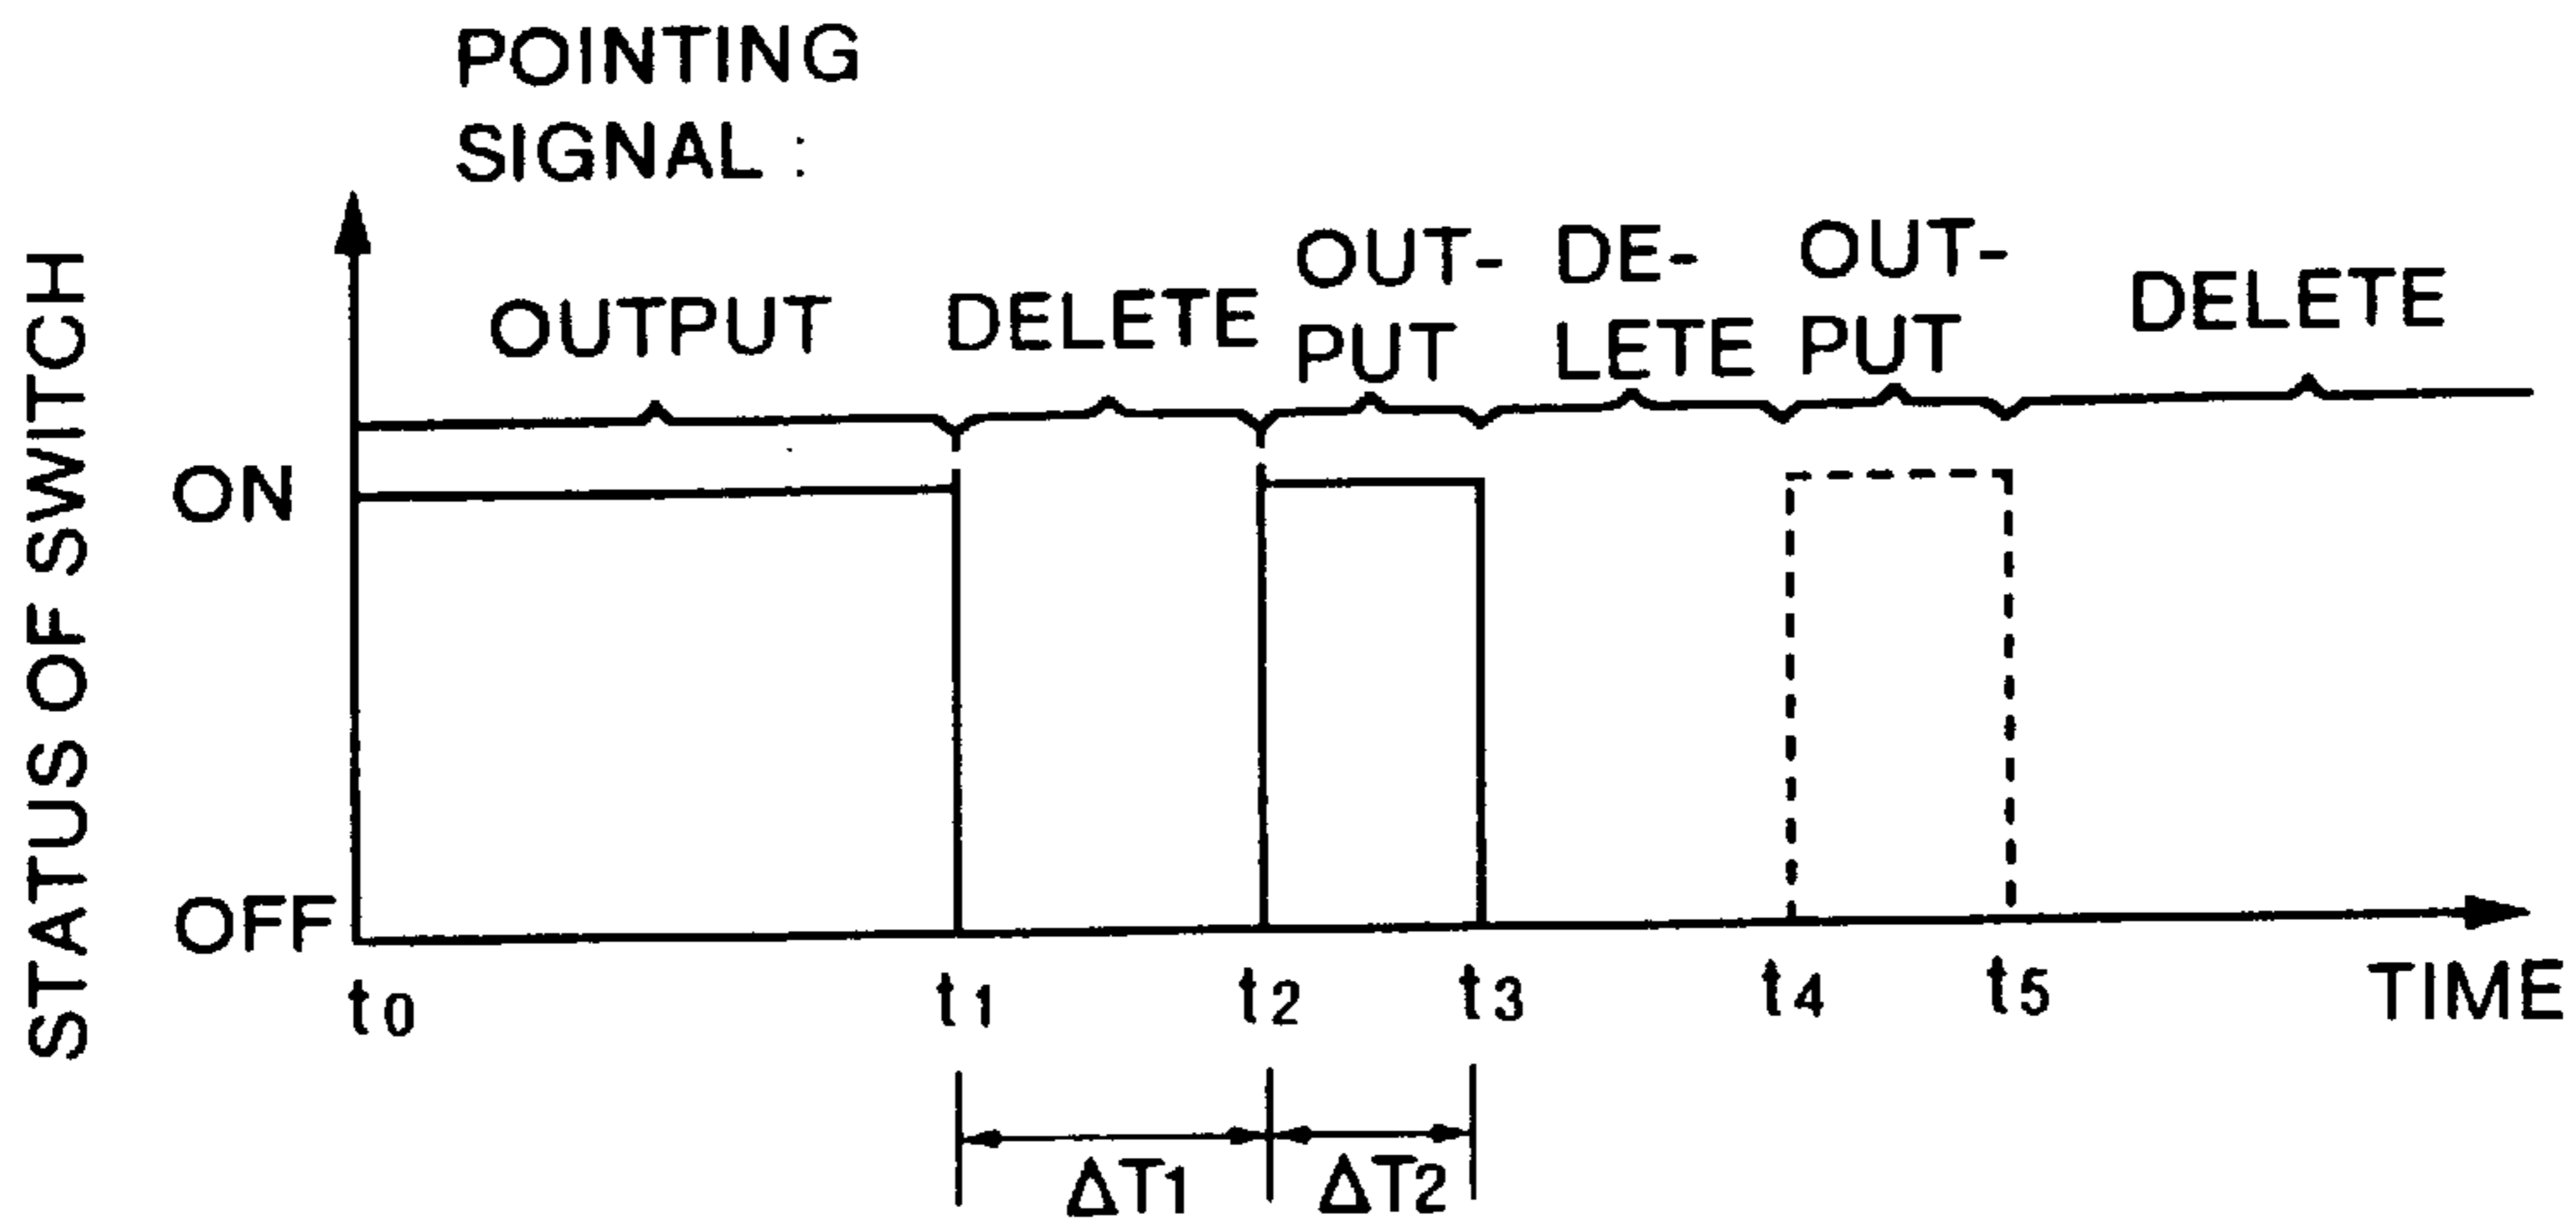 POINTING
SIGNAL :
OUTPUT
DELETE
OUT-
PUT
DE-
LETE
OUT-
PUT
DELETE
STATUS OF SWITCH
ON
OFF
t0
t1
t2
t3
t4
t5
TIME
ΔT1
ΔT2